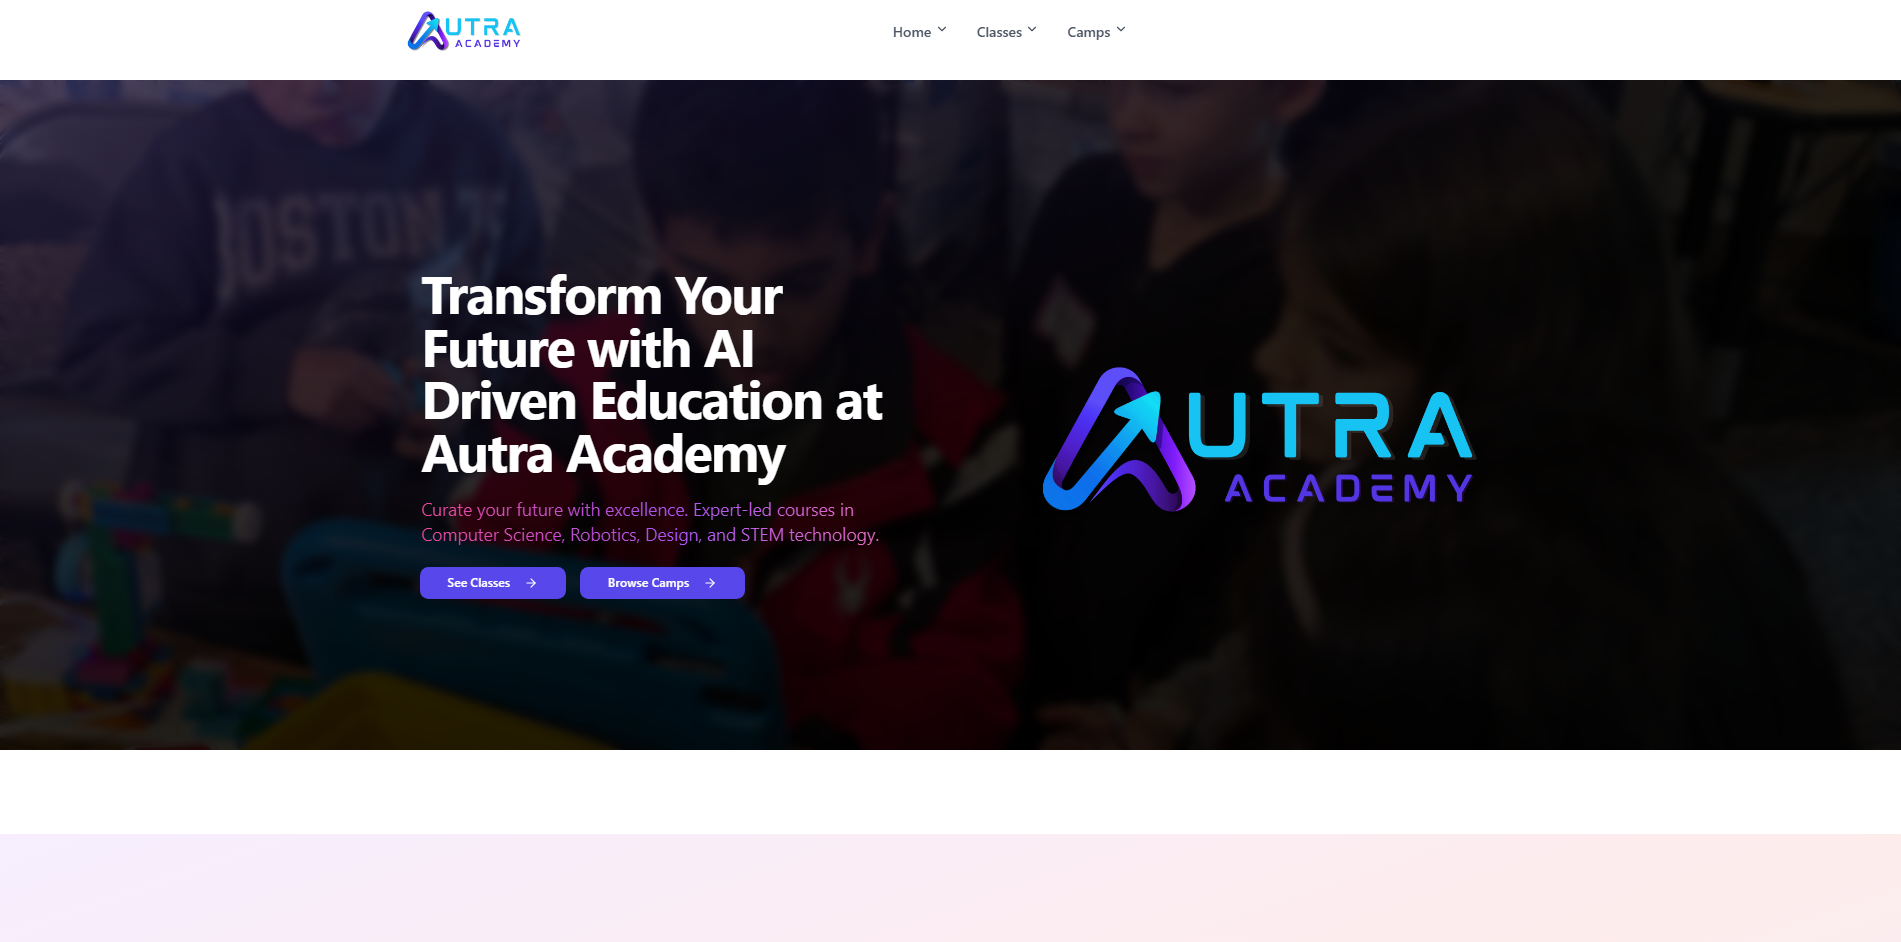 AUTRA
ACADEMY
Home Classes Camps
BOSTON
Transform Your
Future with AI
Driven Education at
Autra Academy
Curate your future with excellence. Expert-led courses in
Computer Science, Robotics, Design, and STEM technology.
See Classes Browse Camps
AUTRA
ACADEMY